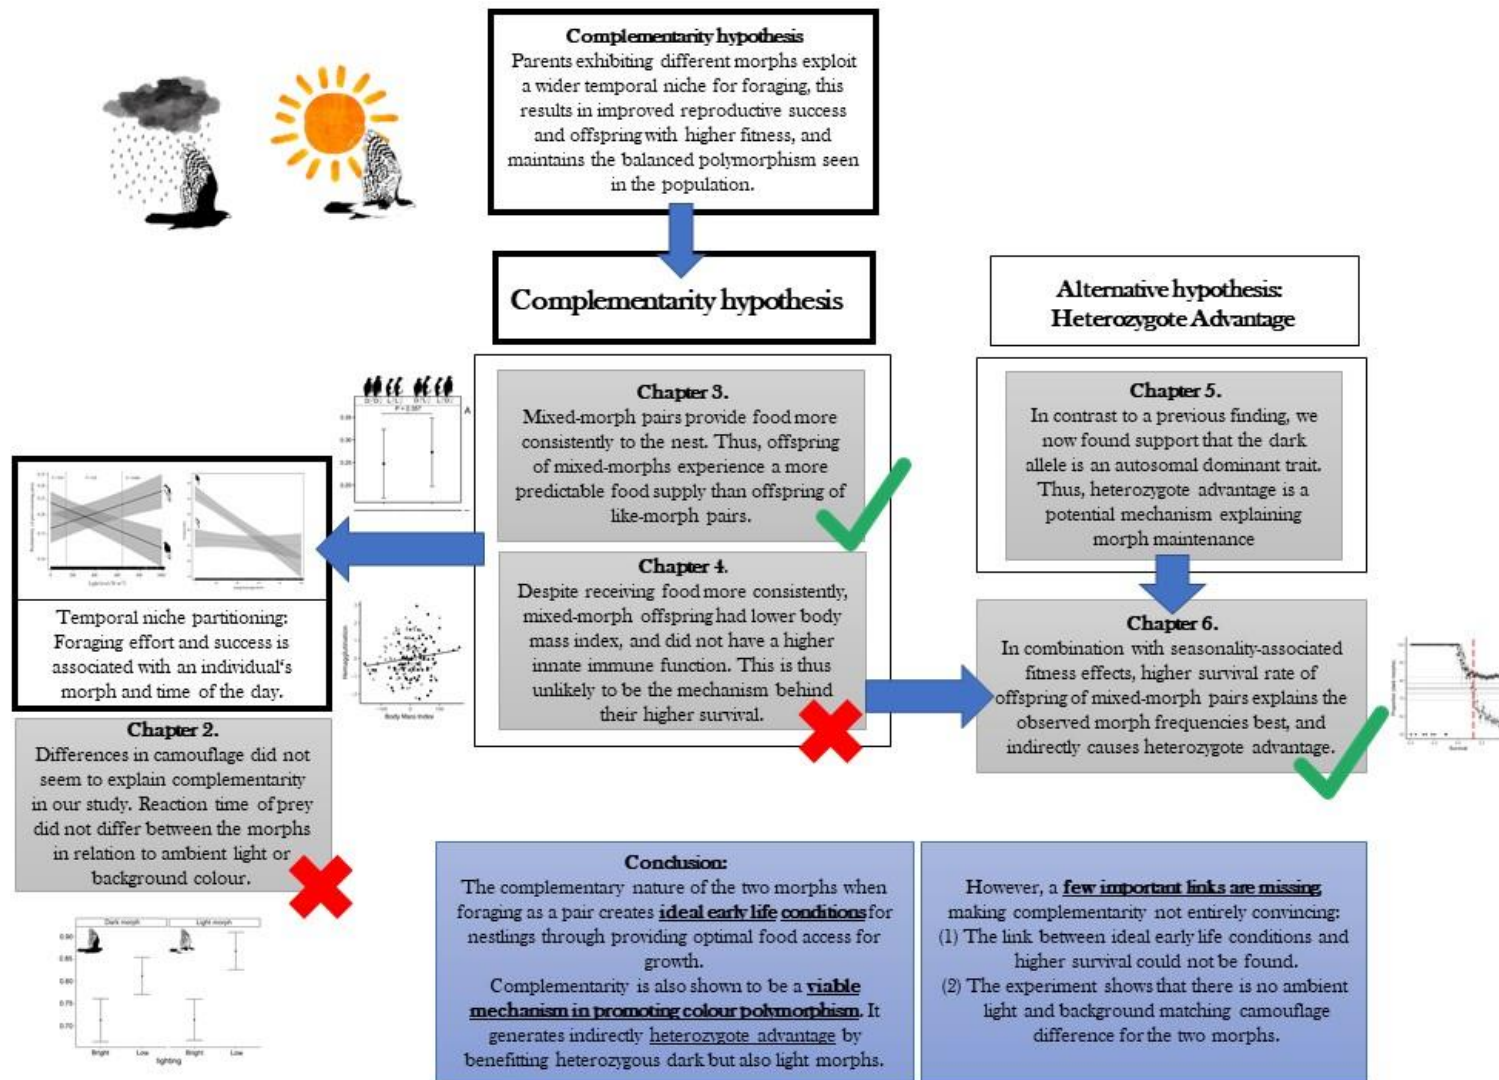 Complementarity hypothesis
Parents exhibiting different morphs exploit
a wider temporal niche for foraging, this
results in improved reproductive success
and offspring with higher fitness, and
maintains the balanced polymorphism seen
in the population.
Complementarity hypothesis
Alternative hypothesis:
Heterozygote Advantage
Chapter 3.
Mixed-morph pairs provide food more
consistently to the nest. Thus, offspring
of mixed-morphs experience a more
predictable food supply than offspring of
like-morph pairs.
Chapter 4.
Despite receiving food more consistently,
mixed-morph offspring had lower body
mass index, and did not have a higher
innate immune function. This is thus
unlikely to be the mechanism behind
their higher survival.
Chapter 5.
In contrast to a previous finding, we
now found support that the dark
allele is an autosomal dominant trait.
Thus, heterozygote advantage is a
potential mechanism explaining
morph maintenance
Chapter 6.
In combination with seasonality-associated
fitness effects, higher survival rate of
offspring of mixed-morph pairs explains the
observed morph frequencies best, and
indirectly causes heterozygote advantage.
A
Hemagglutination
-100
0
100
Body Mass Index
Survival
Temporal niche partitioning:
Foraging effort and success is
associated with an individual's
morph and time of the day.
Chapter 2.
Differences in camouflage did not
seem to explain complementarity
in our study. Reaction time of prey
did not differ between the morphs
in relation to ambient light or
background colour.
Dark morph
Light morph
0.90
0.85
0.80
0.75
0.70
Bright
Low
Bright
Low
lighting
Conclusion:
The complementary nature of the two morphs when
foraging as a pair creates ideal early life conditions for
nestlings through providing optimal food access for
growth.
Complementarity is also shown to be a viable
mechanism in promoting colour polymorphism. It
generates indirectly heterozygote advantage by
benefitting heterozygous dark but also light morphs.
However, a few important links are missing
making complementarity not entirely convincing:
(1) The link between ideal early life conditions and
higher survival could not be found.
(2) The experiment shows that there is no ambient
light and background matching camouflage
difference for the two morphs.